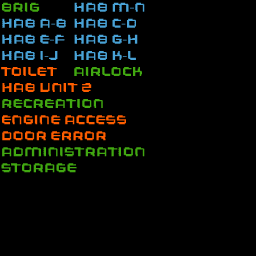 BRIG HAB M-N
HAB A-B HAB C-D
HAB E-F HAB G-H
HAB I-J HAB K-L
TOILET AIRLOCK
HAB UNIT 2
RECREATION
ENGINE ACCESS
DOOR ERROR
ADMINISTRATION
STORAGE